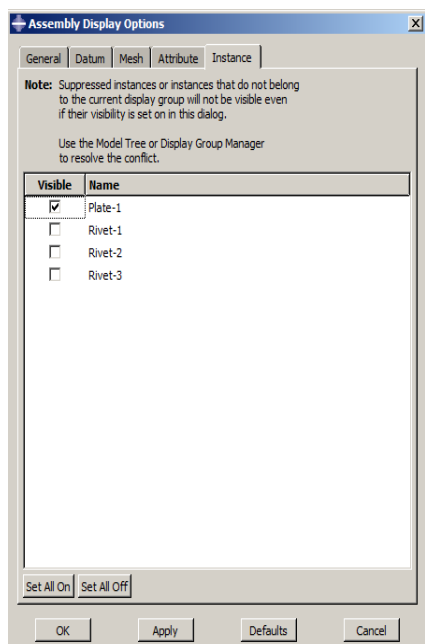 Assembly Display Options
General Datum Mesh Attribute Instance
Note: Suppressed instances or instances that do not belong
to the current display group will not be visible even
if their visibility is set on in this dialog.
Use the Model Tree or Display Group Manager
to resolve the conflict.
Visible Name
Plate-1
Rivet-1
Rivet-2
Rivet-3
Set All On Set All Off
OK Apply Defaults Cancel